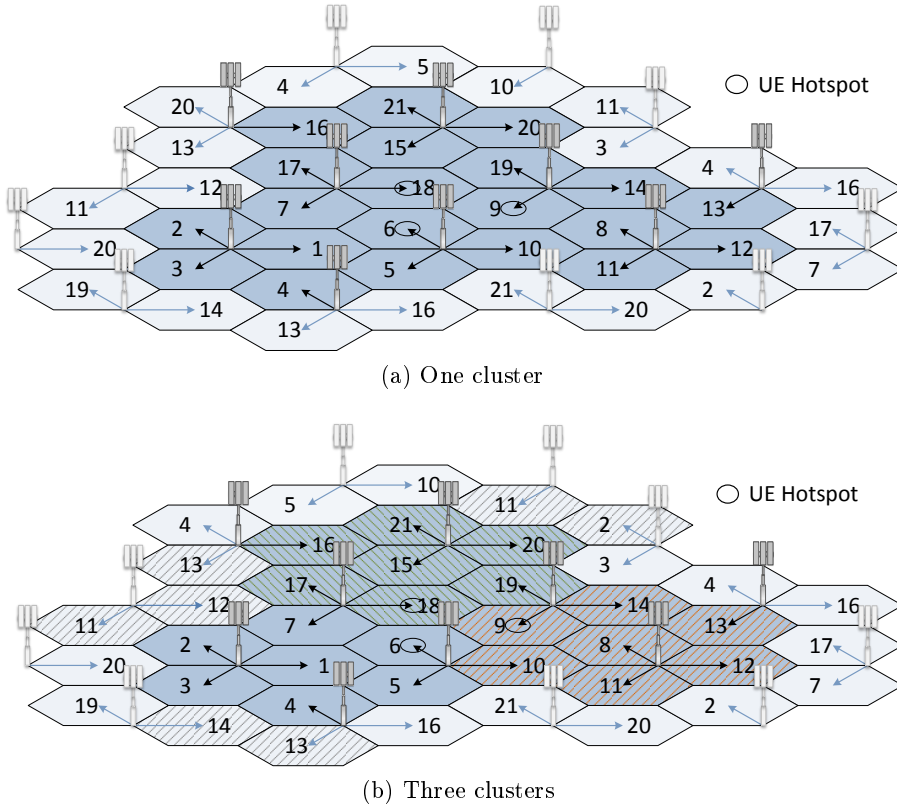 5
4 10 UE Hotspot
20 21 11
16 20
13 15 3
17 19 4
12 18 14 16
11 7 9 13
2 6 8 17
20 1 10 12
3 5 11 7
19 4 21 2
14 16 20
13
(a) One cluster
10
UE Hotspot
5 11
4 21 2
16 20
13 15 3
17 19 4
12 18 14 16
11 7 9 13
2 6 8 17
20 1 10 12
3 5 11 7
19 4 21 2
14 16 20
13
(b) Three clusters